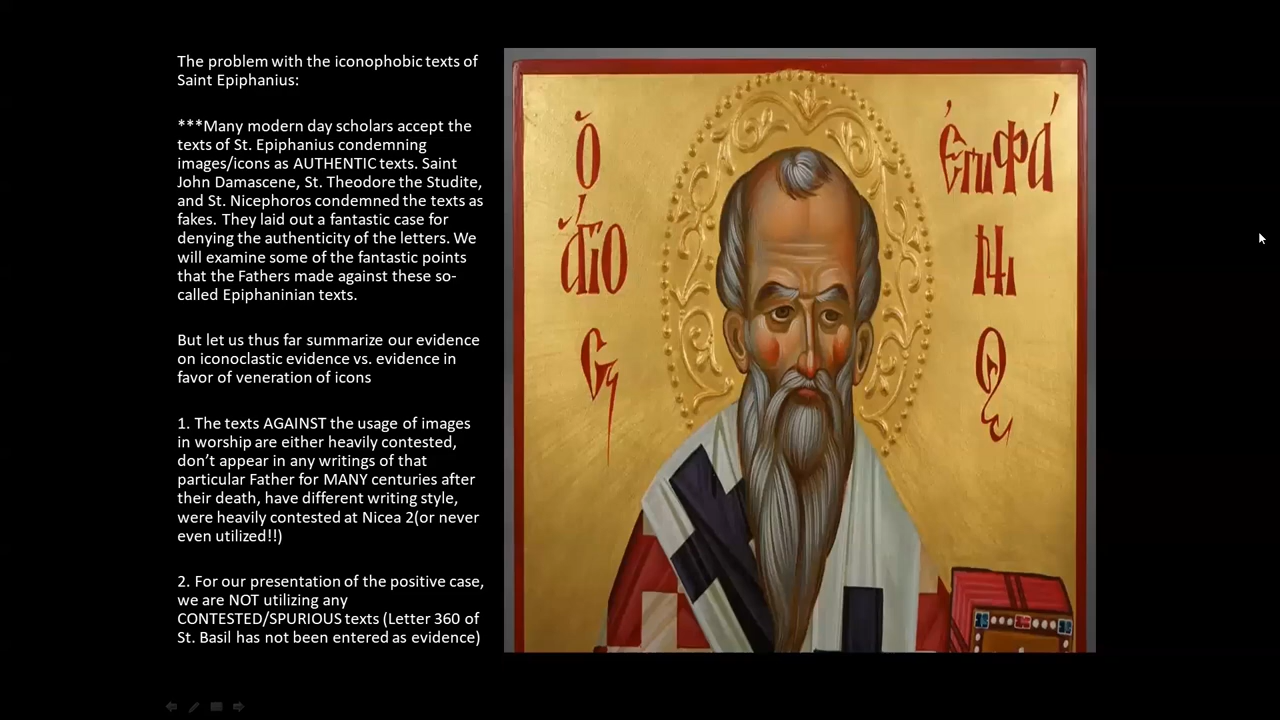 The problem with the iconophobic texts of
Saint Epiphanius:
***Many modern day scholars accept the
texts of St. Epiphanius condemning
images/icons as AUTHENTIC texts. Saint
John Damascene, St. Theodore the Studite,
and St. Nicephoros condemned the texts as
fakes. They laid out a fantastic case for
denying the authenticity of the letters. We
will examine some of the fantastic points
that the Fathers made against these so-
called Epiphaninian texts.
But let us thus far summarize our evidence
on iconoclastic evidence vs. evidence in
favor of veneration of icons
1. The texts AGAINST the usage of images
in worship are either heavily contested,
don’t appear in any writings of that
particular Father for MANY centuries after
their death, have different writing style,
were heavily contested at Nicea 2(or never
even utilized!!)
2. For our presentation of the positive case,
we are NOT utilizing any
CONTESTED/SPURIOUS texts (Letter 360 of
St. Basil has not been entered as evidence)
ὁ
ἅγιο
ς
ἐπιφά
νι
ος